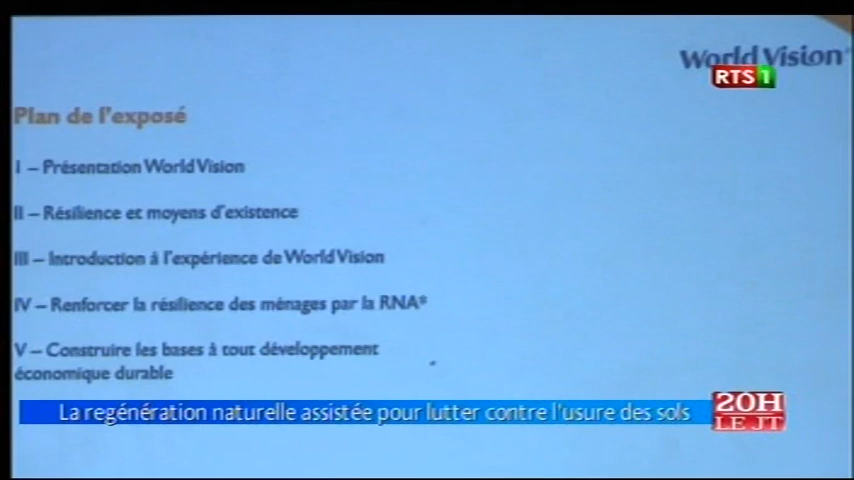 World Vision
RTS 1
Plan de l'exposé
I – Présentation World Vision
II – Résilience et moyens d'existence
III – Introduction à l'expérience de World Vision
IV – Renforcer la résilience des ménages par la RNA*
V – Construire les bases à tout développement
économique durable
La regénération naturelle assistée pour lutter contre l'usure des sols
20H
LE JT